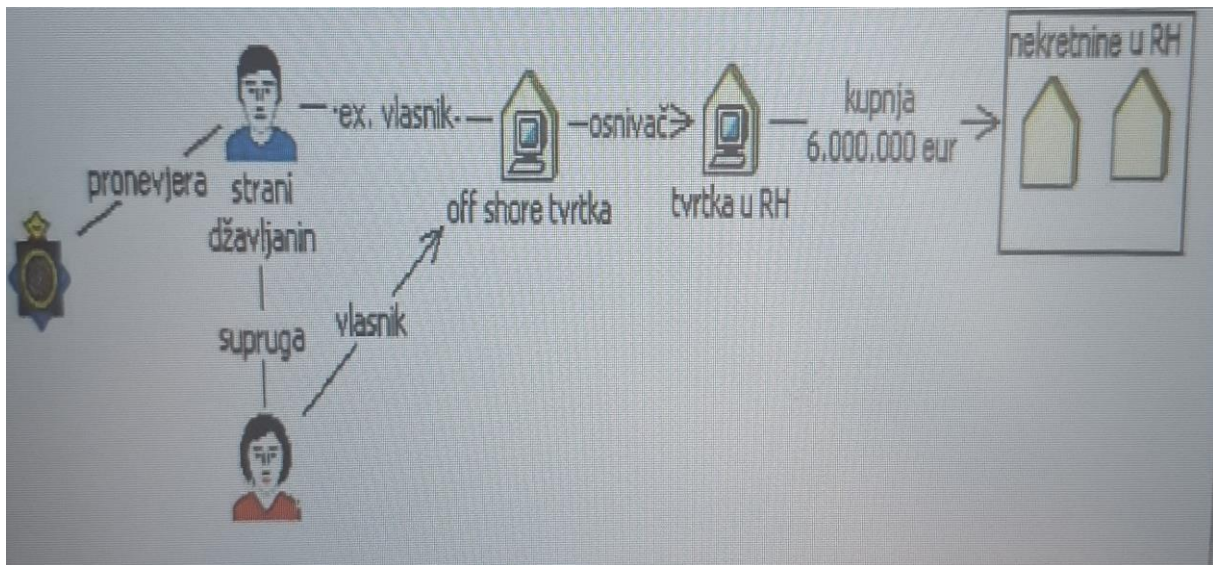 nekretnine u RH
ex. vlasnik
osnivač
kupnja
6.000.000 eur
pronevjera
strani
džavljanin
off shore tvrtka
tvrtka u RH
supruga
vlasnik